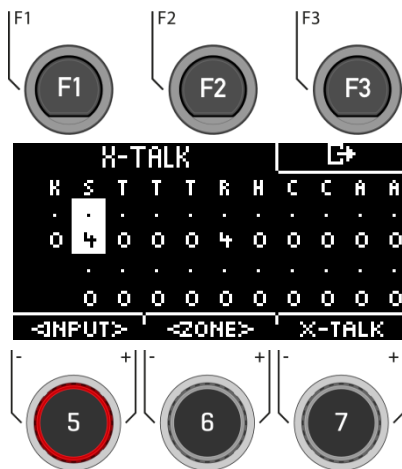 F1 F2 F3
F1 F2 F3
X-TALK
K S T T T R H C C A A
. . . . . . . . . . .
0 4 0 0 0 4 0 0 0 0 0
. . . . . . . . . .
0 0 0 0 0 0 0 0 0 0
<INPUT> <ZONE> X-TALK
- + - + - +
5 6 7